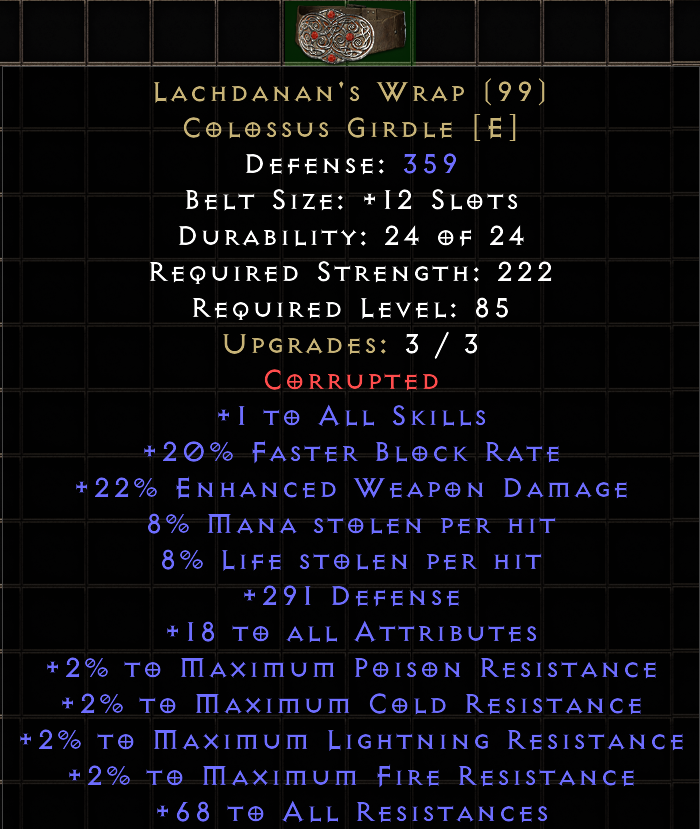 Lachdanan's Wrap (99)
Colossus Girdle [E]
Defense: 359
Belt Size: +12 Slots
Durability: 24 of 24
Required Strength: 222
Required Level: 85
Upgrades: 3 / 3
Corrupted
+1 to All Skills
+20% Faster Block Rate
+22% Enhanced Weapon Damage
8% Mana stolen per hit
8% Life stolen per hit
+291 Defense
+18 to all Attributes
+2% to Maximum Poison Resistance
+2% to Maximum Cold Resistance
+2% to Maximum Lightning Resistance
+2% to Maximum Fire Resistance
+68 to All Resistances